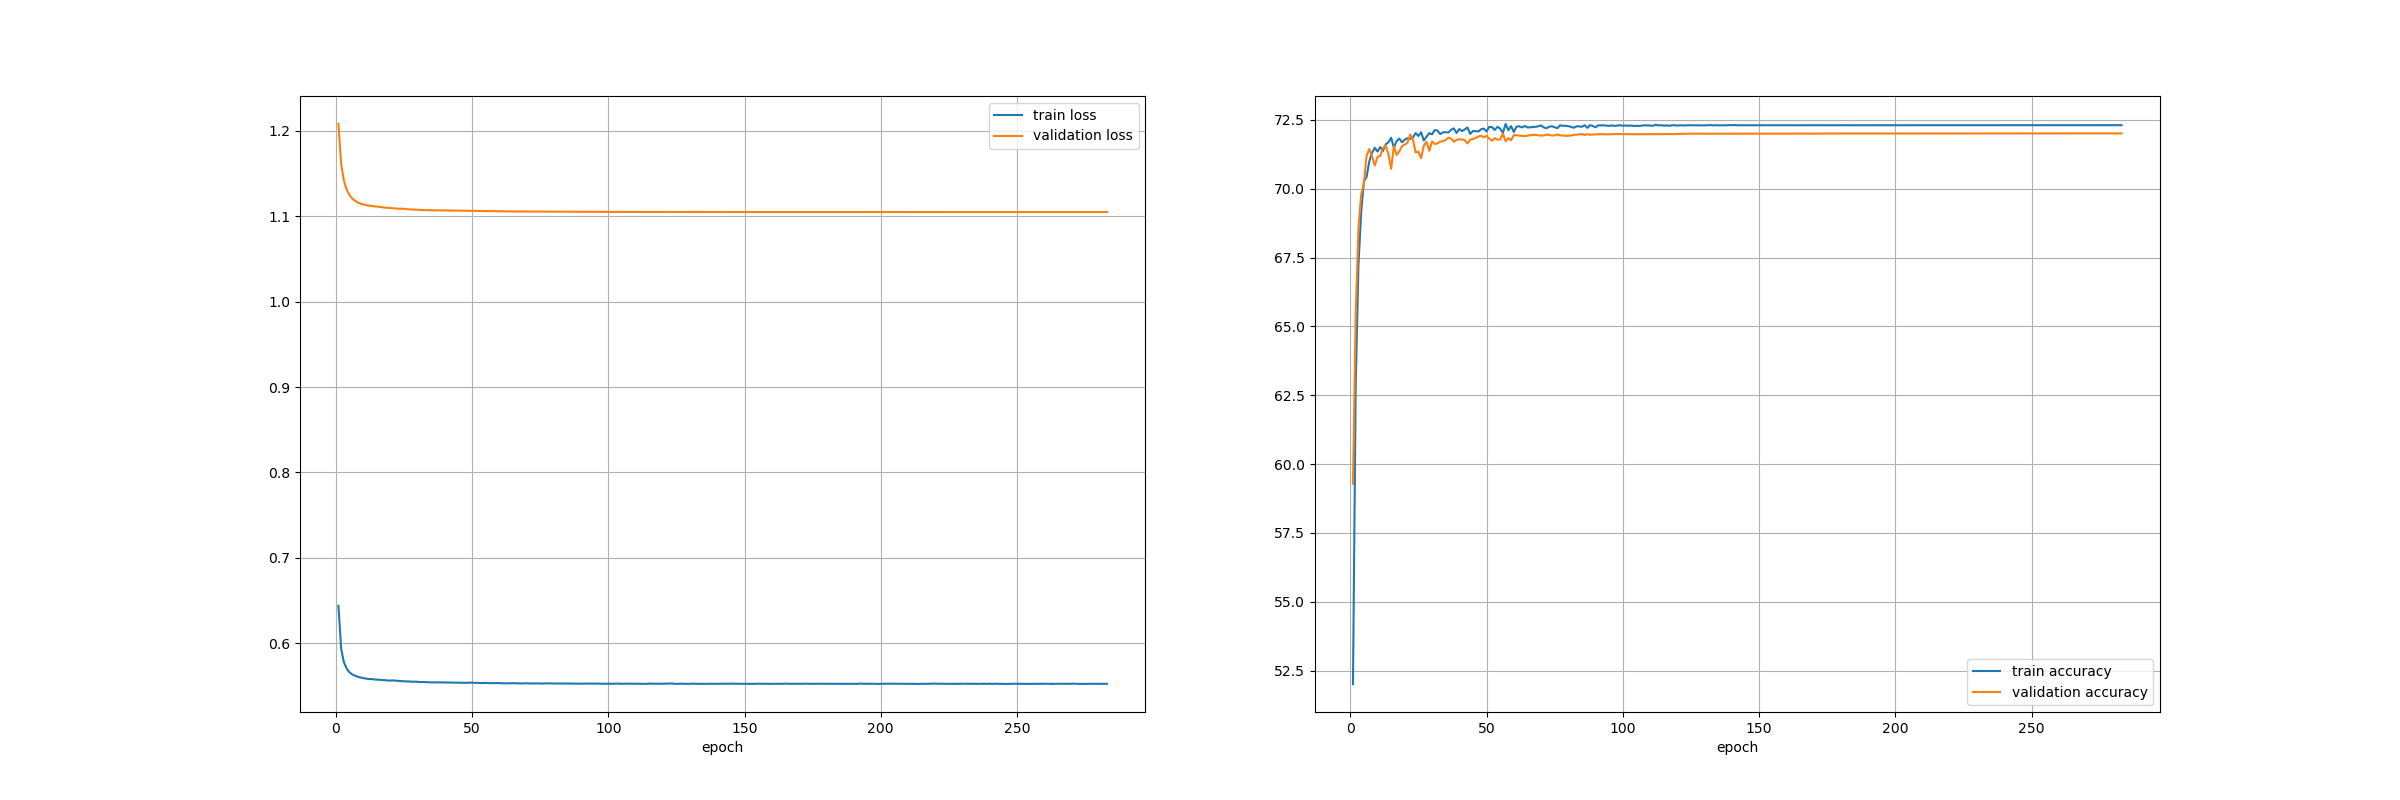 train loss
validation loss
1.2
1.1
1.0
0.9
0.8
0.7
0.6
0 50 100 150 200 250
epoch
72.5
70.0
67.5
65.0
62.5
60.0
57.5
55.0
52.5
train accuracy
validation accuracy
0 50 100 150 200 250
epoch